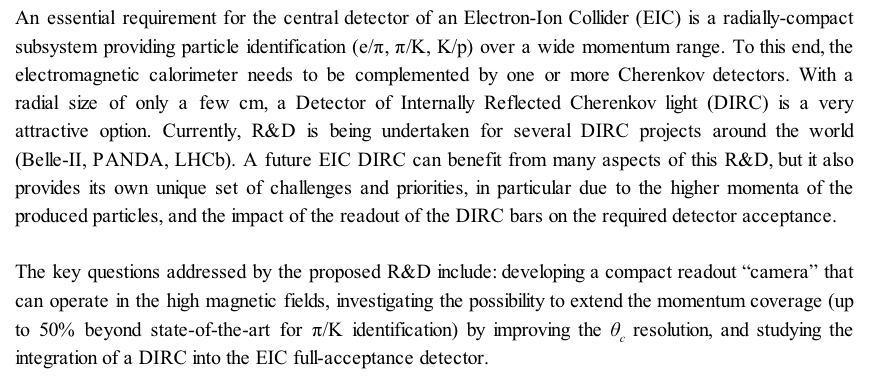 An essential requirement for the central detector of an Electron-Ion Collider (EIC) is a radially-compact
subsystem providing particle identification (e/π, π/K, K/p) over a wide momentum range. To this end, the
electromagnetic calorimeter needs to be complemented by one or more Cherenkov detectors. With a
radial size of only a few cm, a Detector of Internally Reflected Cherenkov light (DIRC) is a very
attractive option. Currently, R&D is being undertaken for several DIRC projects around the world
(Belle-II, PANDA, LHCb). A future EIC DIRC can benefit from many aspects of this R&D, but it also
provides its own unique set of challenges and priorities, in particular due to the higher momenta of the
produced particles, and the impact of the readout of the DIRC bars on the required detector acceptance.
The key questions addressed by the proposed R&D include: developing a compact readout “camera” that
can operate in the high magnetic fields, investigating the possibility to extend the momentum coverage (up
to 50% beyond state-of-the-art for π/K identification) by improving the θc resolution, and studying the
integration of a DIRC into the EIC full-acceptance detector.